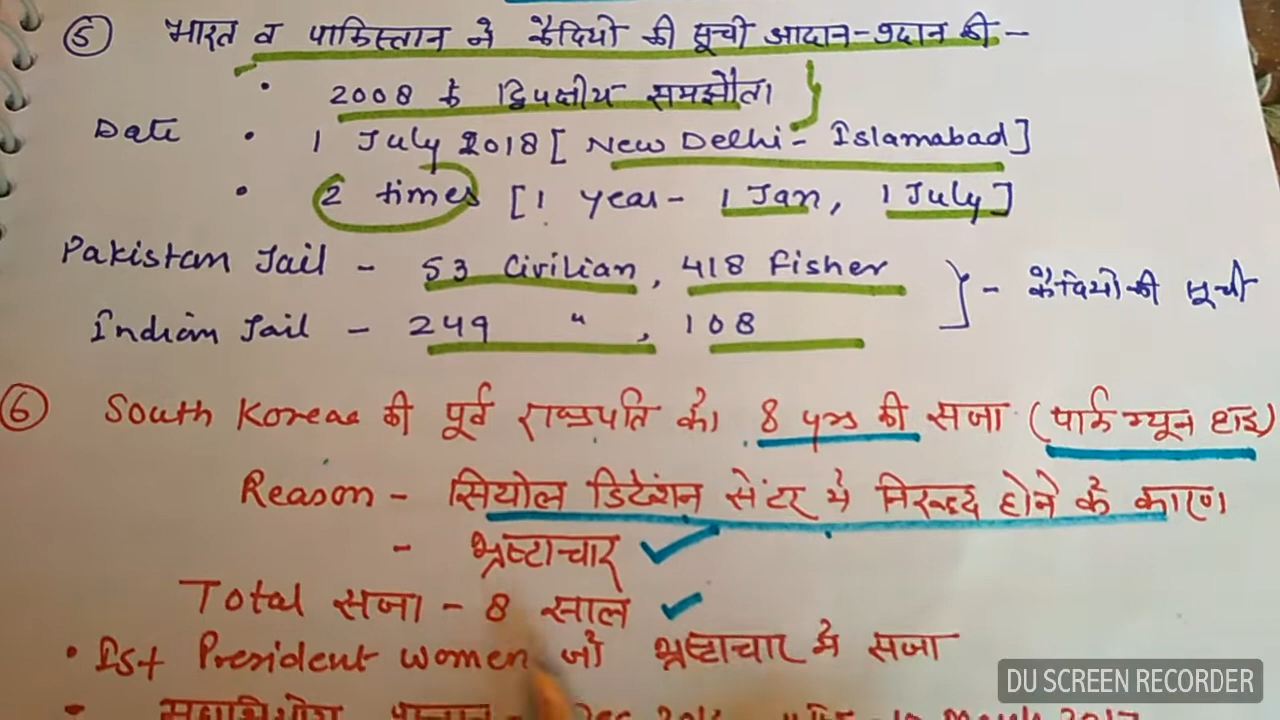 ⑤ भारत व पाकिस्तान ने कैदियो की सूची आदान-प्रदान की -
• 2008 के द्विपक्षीय समझौता }
Date • 1 July 2018 [ New Delhi - Islamabad ]
• 2 times [ 1 year - 1 Jan, 1 July ]
Pakistan Jail - 53 Civilian, 418 Fisher } - कैदियो की सूची
Indian Jail - 249 " , 108
⑥ South Korea की पूर्व राष्ट्रपति को 8 yrs की सजा (पार्क ग्यून हाइ)
Reason - सियोल डिटेंशन सेंटर मे निरुद्द होने के कारण
- भ्रष्टाचार ✓
Total सजा - 8 साल ✓
• Ist President women जो भ्रष्टाचार मे सजा
DU SCREEN RECORDER